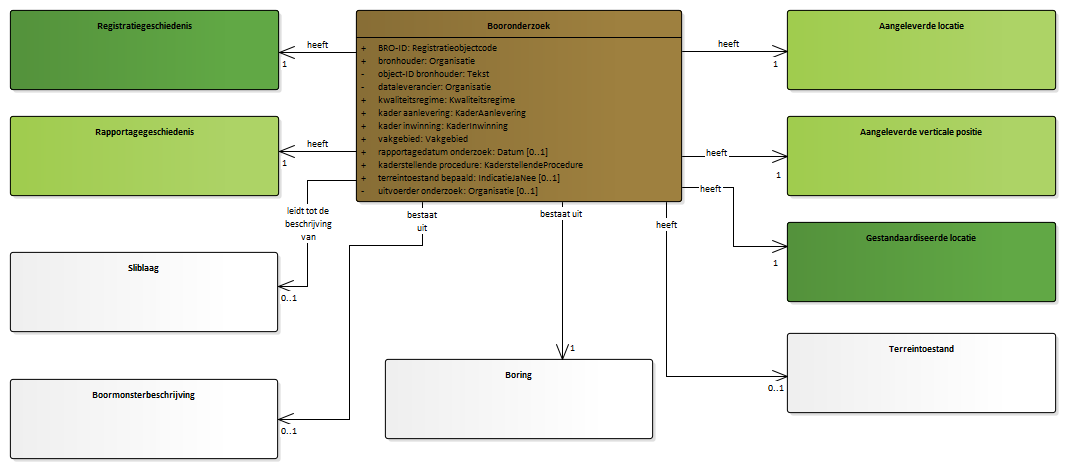 Registratiegeschiedenis
Booronderzoek
Aangeleverde locatie
+ BRO-ID: Registratieobjectcode
+ bronhouder: Organisatie
- object-ID bronhouder: Tekst
- dataleverancier: Organisatie
+ kwaliteitsregime: Kwaliteitsregime
+ kader aanlevering: KaderAanlevering
+ kader inwinning: KaderInwinning
+ vakgebied: Vakgebied
+ rapportagedatum onderzoek: Datum [0..1]
+ kaderstellende procedure: KaderstellendeProcedure
+ terreintoestand bepaald: IndicatieJaNee [0..1]
- uitvoerder onderzoek: Organisatie [0..1]
heeft
1
heeft
1
Rapportagegeschiedenis
heeft
1
Aangeleverde verticale positie
heeft
1
heeft
1
Gestandaardiseerde locatie
leidt tot de
beschrijving
van
0..1
Sliblaag
bestaat
uit
0..1
Boormonsterbeschrijving
bestaat uit
1
Boring
heeft
0..1
Terreintoestand